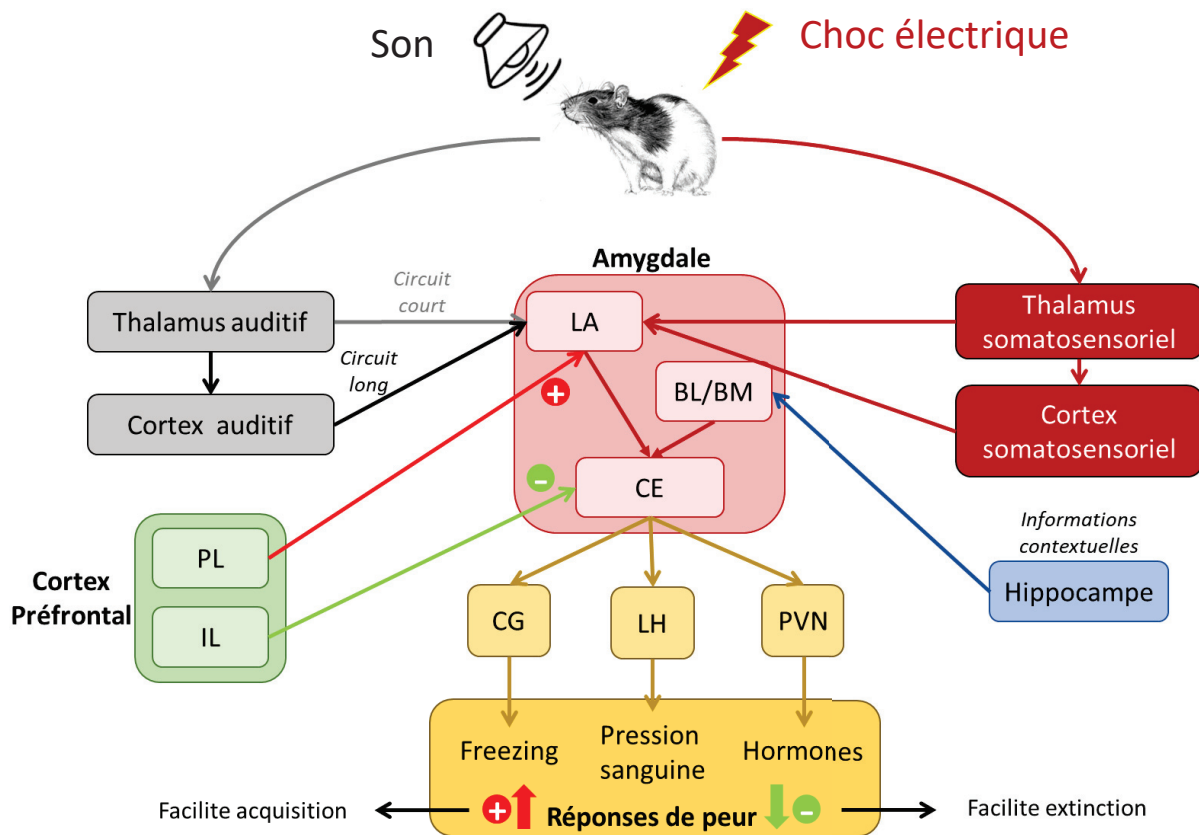 Son
Choc électrique
Amygdale
Circuit
court
Thalamus auditif
LA
Thalamus
somatosensoriel
Circuit
long
BL/BM
Cortex auditif
Cortex
somatosensoriel
CE
Informations
contextuelles
PL
Cortex
Préfrontal
Hippocampe
IL
CG
LH
PVN
Freezing
Pression
sanguine
Hormones
Facilite acquisition
+
Réponses de peur
-
Facilite extinction
+
-